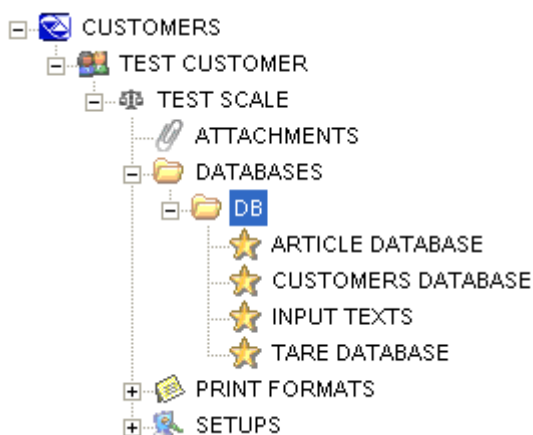 CUSTOMERS
TEST CUSTOMER
TEST SCALE
ATTACHMENTS
DATABASES
DB
ARTICLE DATABASE
CUSTOMERS DATABASE
INPUT TEXTS
TARE DATABASE
PRINT FORMATS
SETUPS